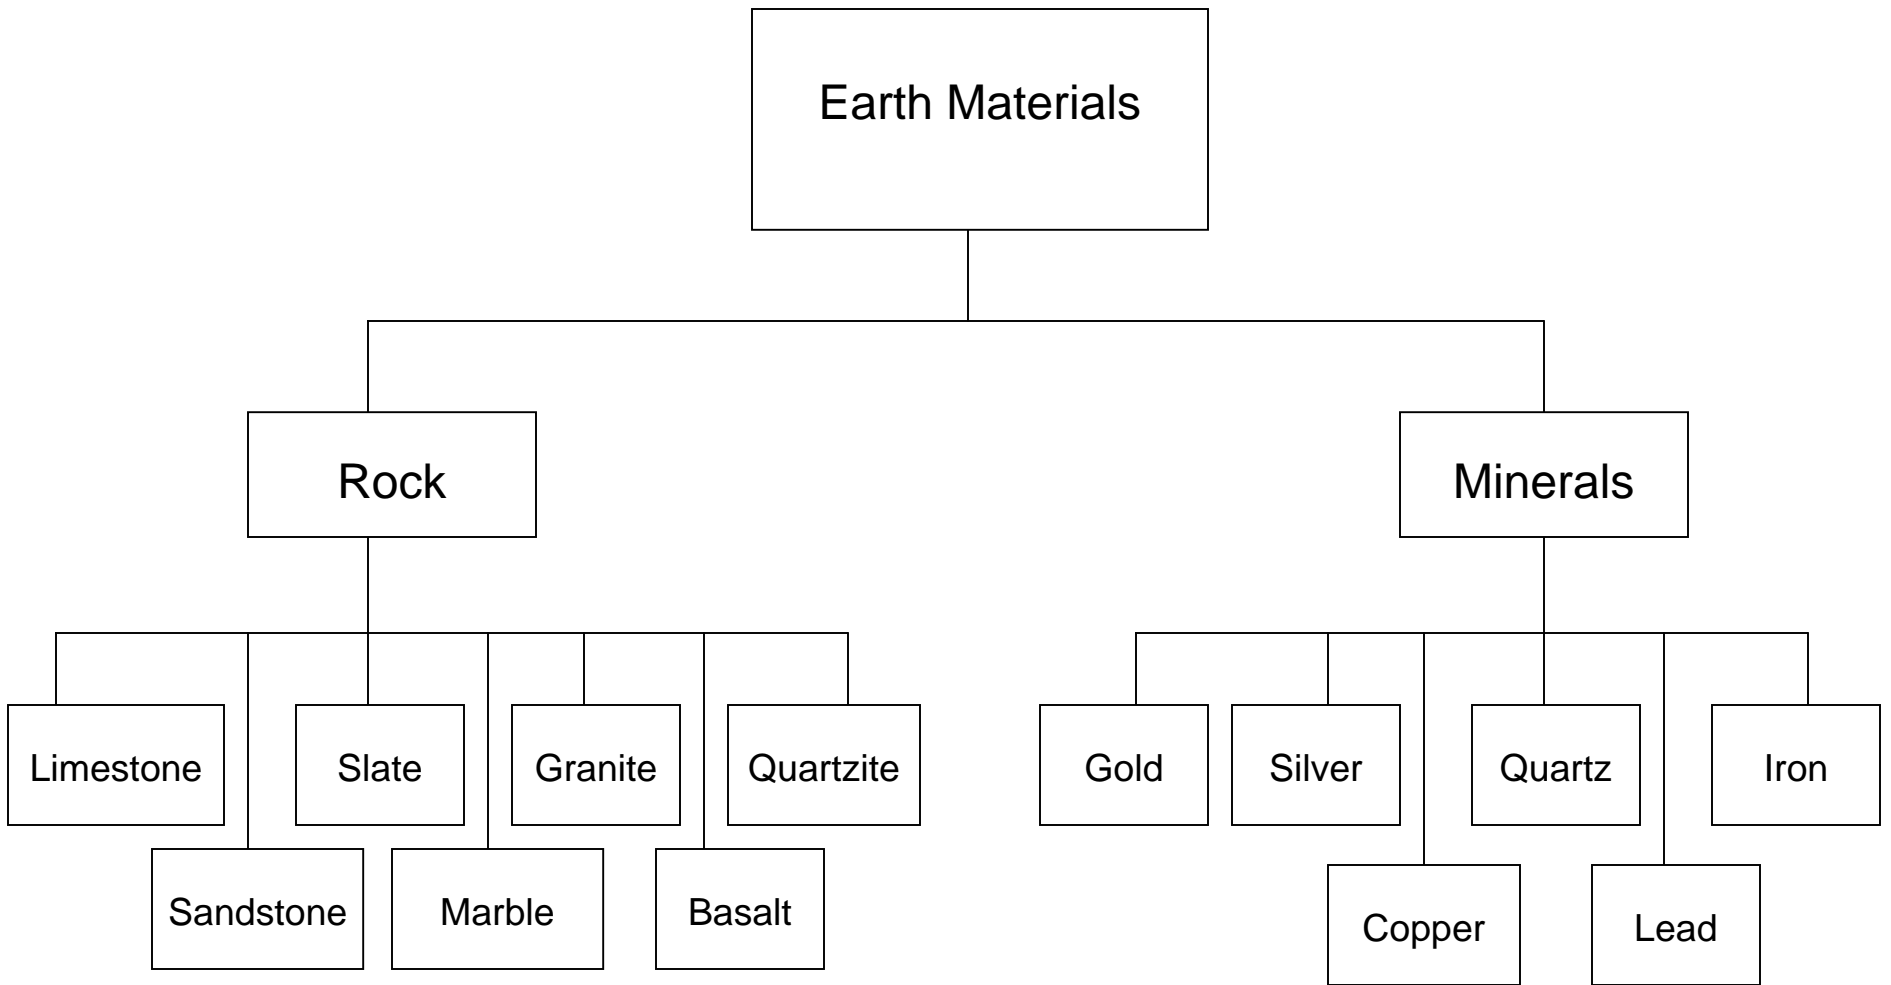 Earth Materials
Rock
Minerals
Limestone
Slate
Granite
Quartzite
Gold
Silver
Quartz
Iron
Sandstone
Marble
Basalt
Copper
Lead